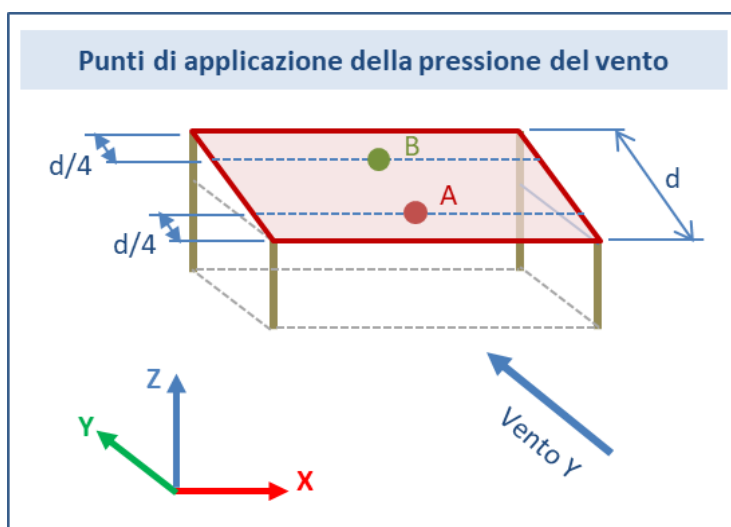 Punti di applicazione della pressione del vento
B
d/4
A
d
d/4
Z
Y
X
Vento Y